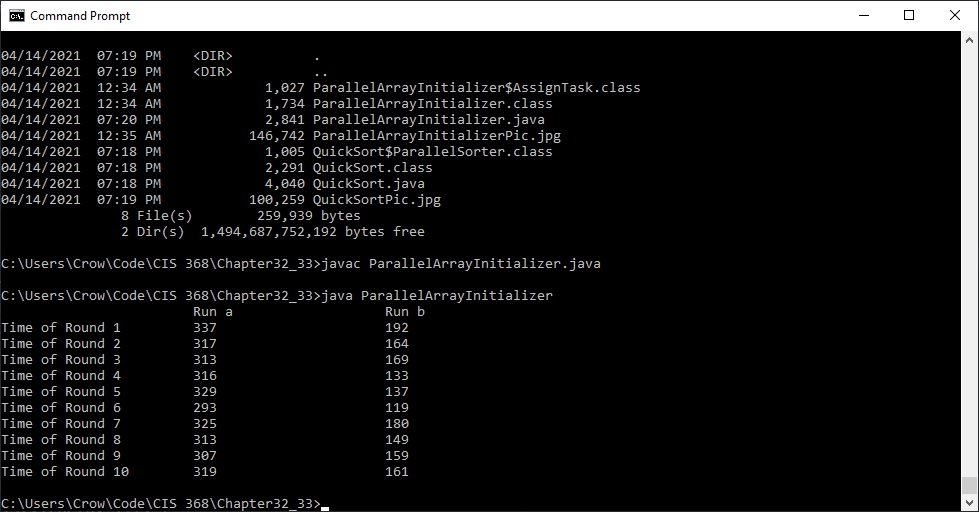 Command Prompt
04/14/2021  07:19 PM    <DIR>          .
04/14/2021  07:19 PM    <DIR>          ..
04/14/2021  12:34 AM             1,027 ParallelArrayInitializer$AssignTask.class
04/14/2021  12:34 AM             1,734 ParallelArrayInitializer.class
04/14/2021  07:20 PM             2,841 ParallelArrayInitializer.java
04/14/2021  12:35 AM           146,742 ParallelArrayInitializerPic.jpg
04/14/2021  07:18 PM             1,005 QuickSort$ParallelSorter.class
04/14/2021  07:18 PM             2,291 QuickSort.class
04/14/2021  07:18 PM             4,040 QuickSort.java
04/14/2021  07:19 PM           100,259 QuickSortPic.jpg
               8 File(s)        259,939 bytes
               2 Dir(s)  1,494,687,752,192 bytes free
C:\Users\Crow\Code\CIS 368\Chapter32_33>javac ParallelArrayInitializer.java
C:\Users\Crow\Code\CIS 368\Chapter32_33>java ParallelArrayInitializer
                        Run a                   Run b
Time of Round 1         337                     192
Time of Round 2         317                     164
Time of Round 3         313                     169
Time of Round 4         316                     133
Time of Round 5         329                     137
Time of Round 6         293                     119
Time of Round 7         325                     180
Time of Round 8         313                     149
Time of Round 9         307                     159
Time of Round 10        319                     161
C:\Users\Crow\Code\CIS 368\Chapter32_33>